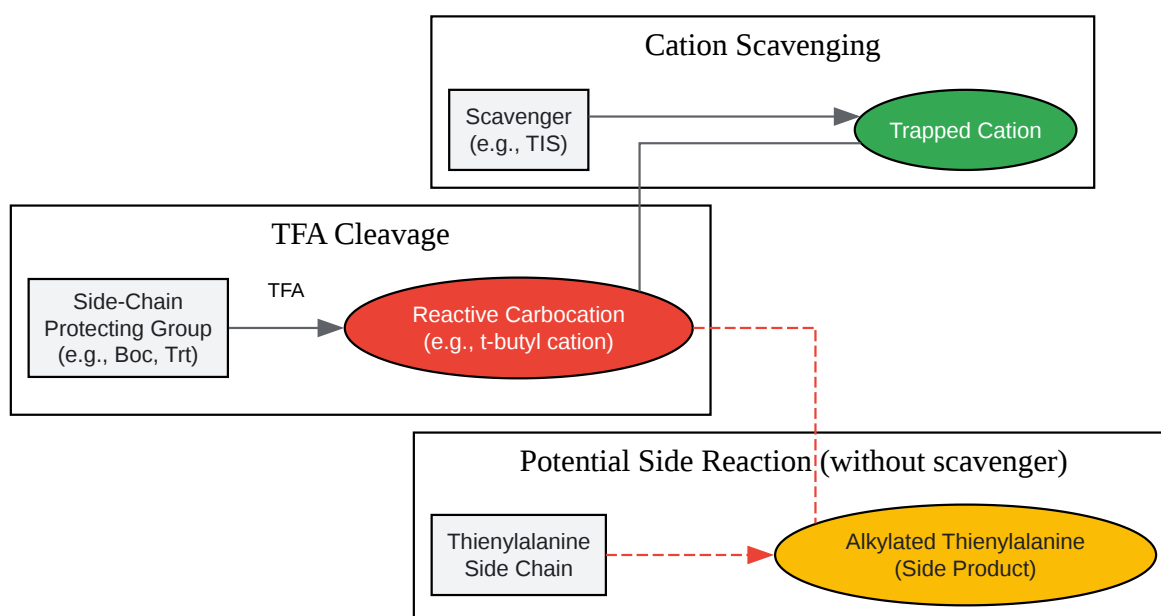 Cation Scavenging
Scavenger
(e.g., TIS)
Trapped Cation
TFA Cleavage
Side-Chain
Protecting Group
(e.g., Boc, Trt)
TFA
Reactive Carbocation
(e.g., t-butyl cation)
Potential Side Reaction (without scavenger)
Thienylalanine
Side Chain
Alkylated Thienylalanine
(Side Product)